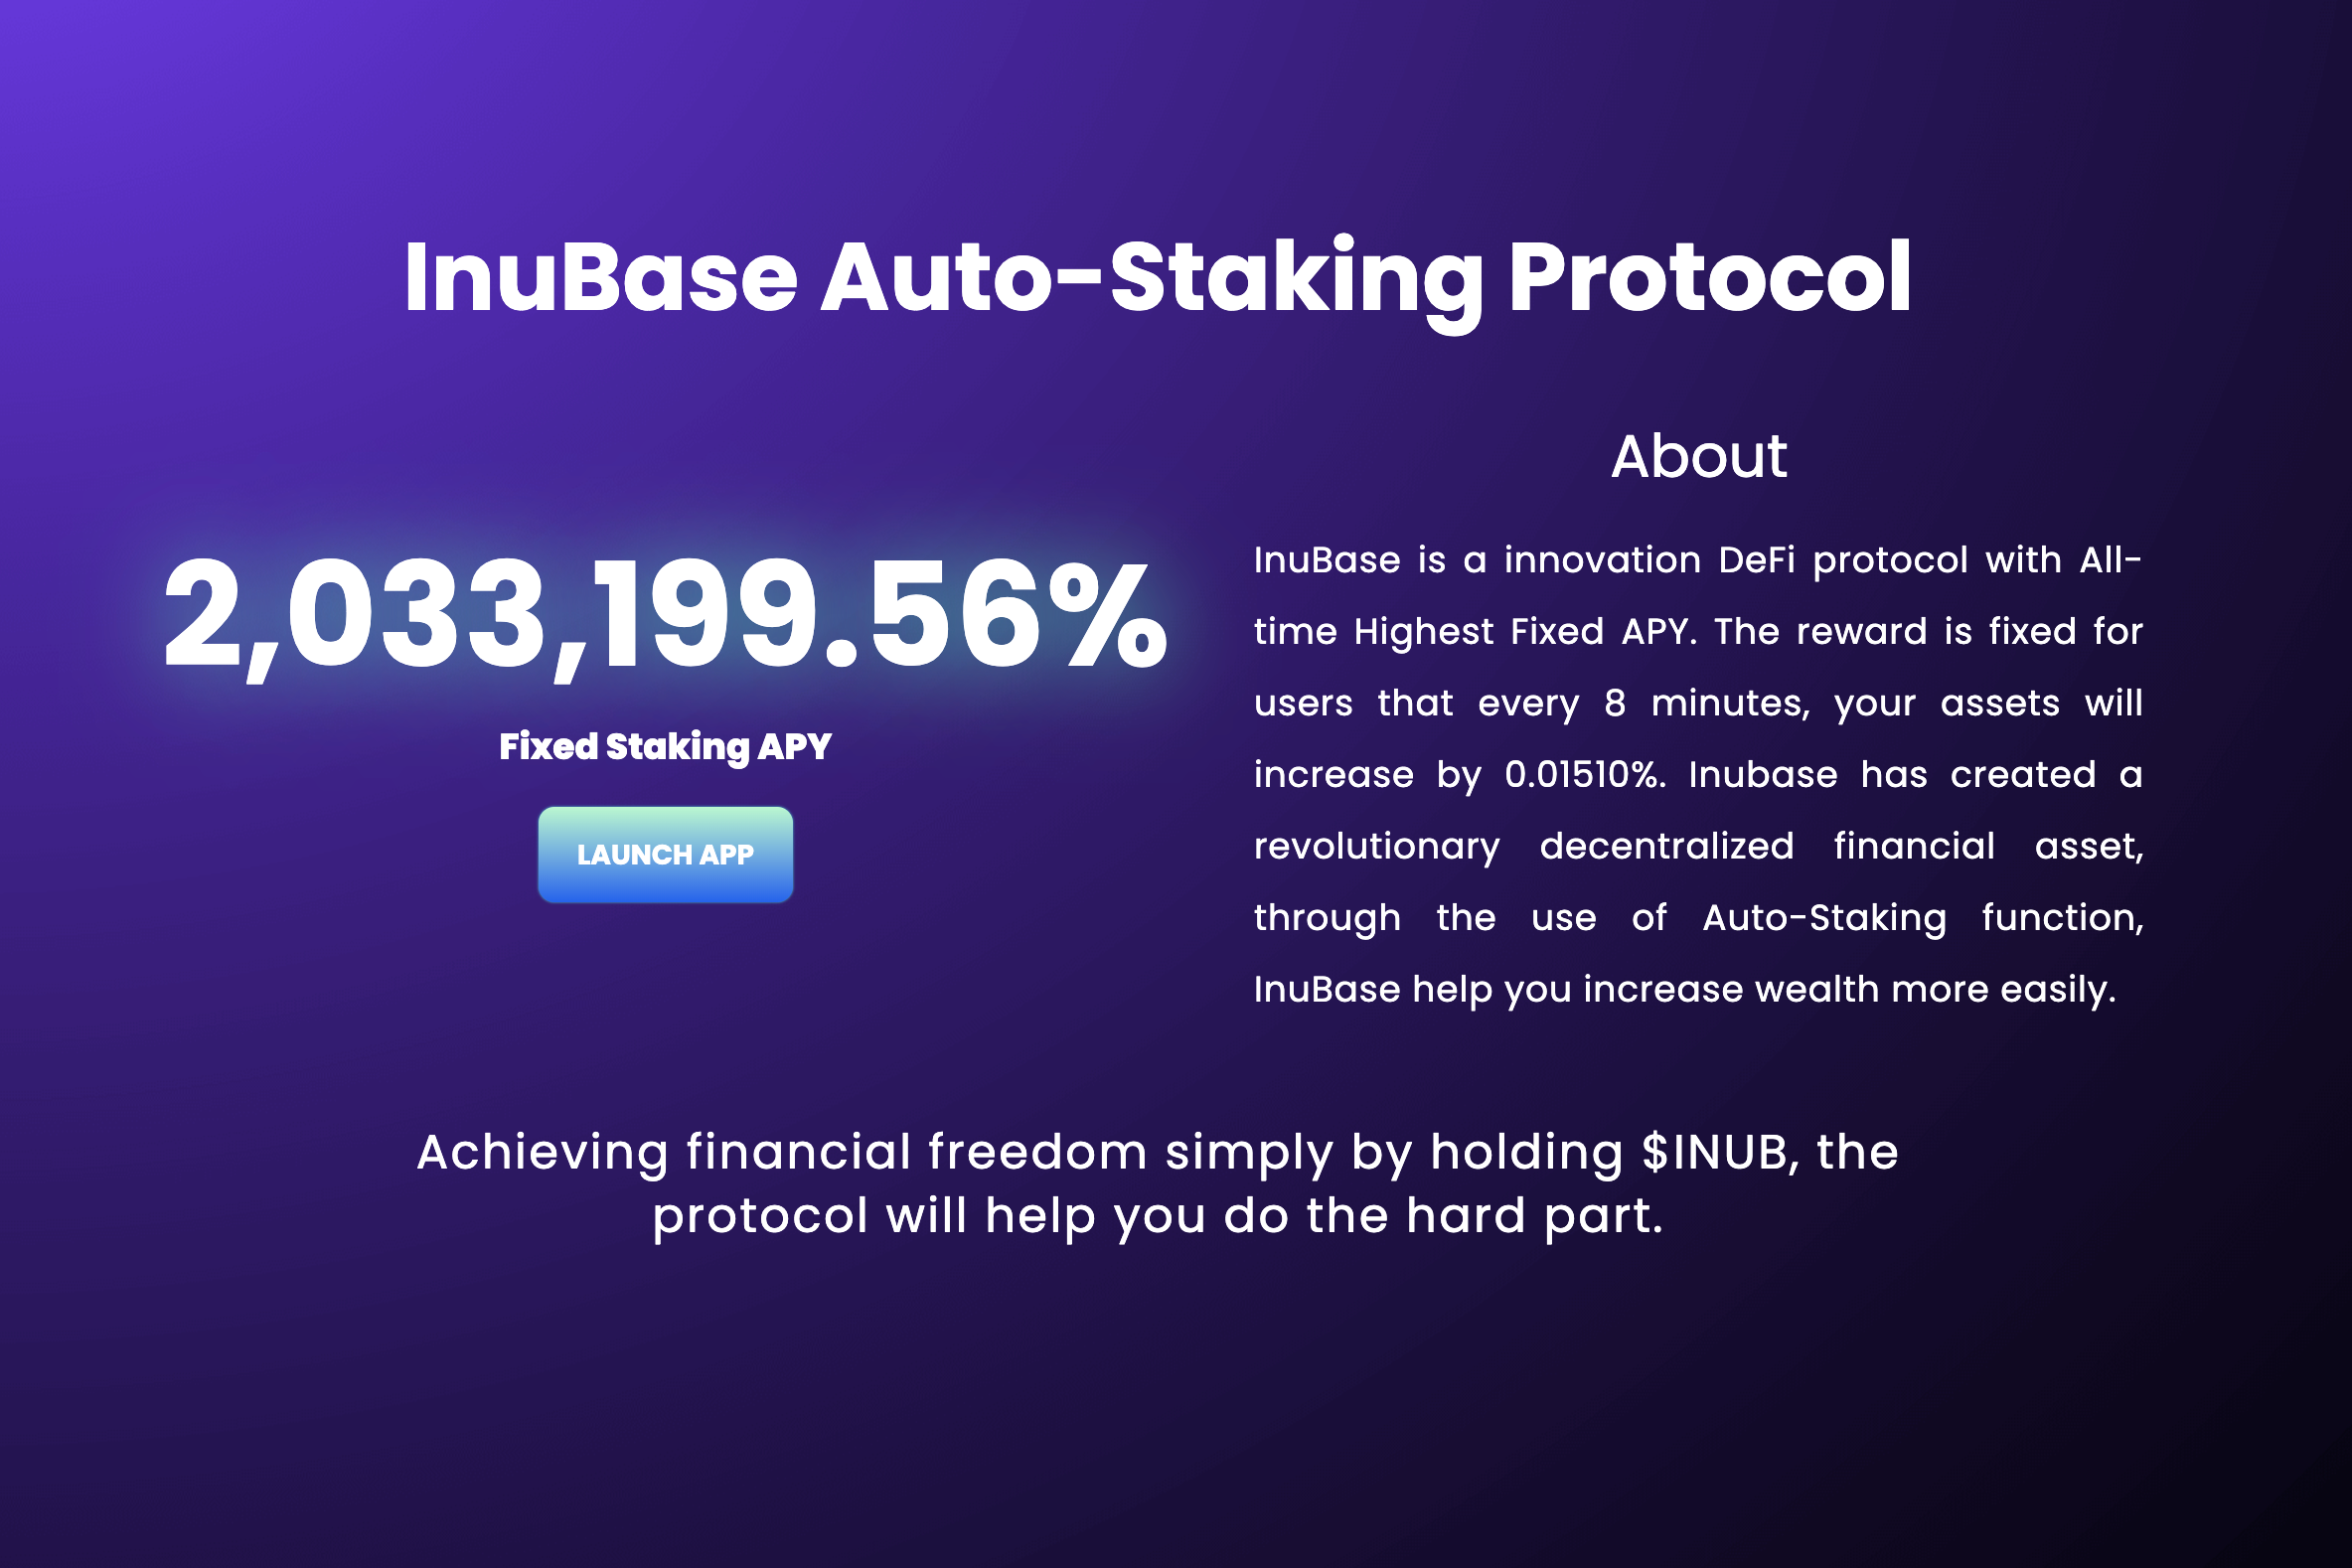 InuBase Auto-Staking Protocol
2,033,199.56%
Fixed Staking APY
LAUNCH APP
About
InuBase is a innovation DeFi protocol with All-
time Highest Fixed APY. The reward is fixed for
users that every 8 minutes, your assets will
increase by 0.01510%. Inubase has created a
revolutionary decentralized financial asset,
through the use of Auto-Staking function,
InuBase help you increase wealth more easily.
Achieving financial freedom simply by holding $INUB, the
protocol will help you do the hard part.